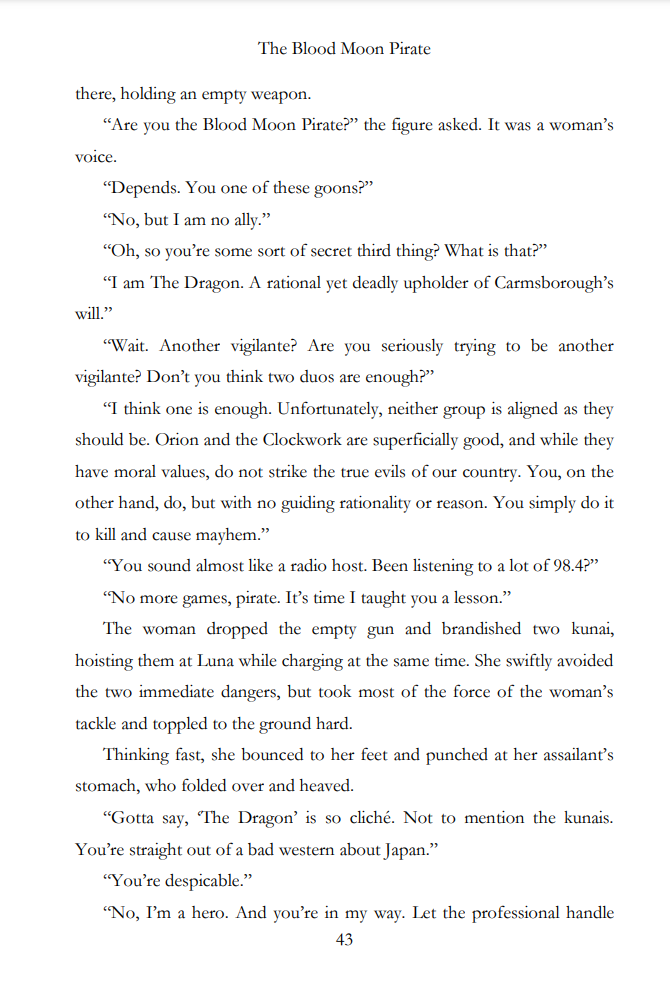 The Blood Moon Pirate
there, holding an empty weapon.
“Are you the Blood Moon Pirate?” the figure asked. It was a woman’s
voice.
“Depends. You one of these goons?”
“No, but I am no ally.”
“Oh, so you’re some sort of secret third thing? What is that?”
“I am The Dragon. A rational yet deadly upholder of Carmsborough’s
will.”
“Wait. Another vigilante? Are you seriously trying to be another
vigilante? Don’t you think two duos are enough?”
“I think one is enough. Unfortunately, neither group is aligned as they
should be. Orion and the Clockwork are superficially good, and while they
have moral values, do not strike the true evils of our country. You, on the
other hand, do, but with no guiding rationality or reason. You simply do it
to kill and cause mayhem.”
“You sound almost like a radio host. Been listening to a lot of 98.4?”
“No more games, pirate. It’s time I taught you a lesson.”
The woman dropped the empty gun and brandished two kunai,
hoisting them at Luna while charging at the same time. She swiftly avoided
the two immediate dangers, but took most of the force of the woman’s
tackle and toppled to the ground hard.
Thinking fast, she bounced to her feet and punched at her assailant’s
stomach, who folded over and heaved.
“Gotta say, ‘The Dragon’ is so cliché. Not to mention the kunais.
You’re straight out of a bad western about Japan.”
“You’re despicable.”
“No, I’m a hero. And you’re in my way. Let the professional handle
43